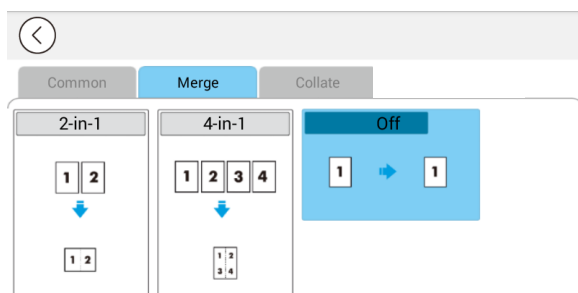 Common Merge Collate
2-in-1 4-in-1 Off
1 2 1 2 3 4 1 1
1 2 1 2
3 4